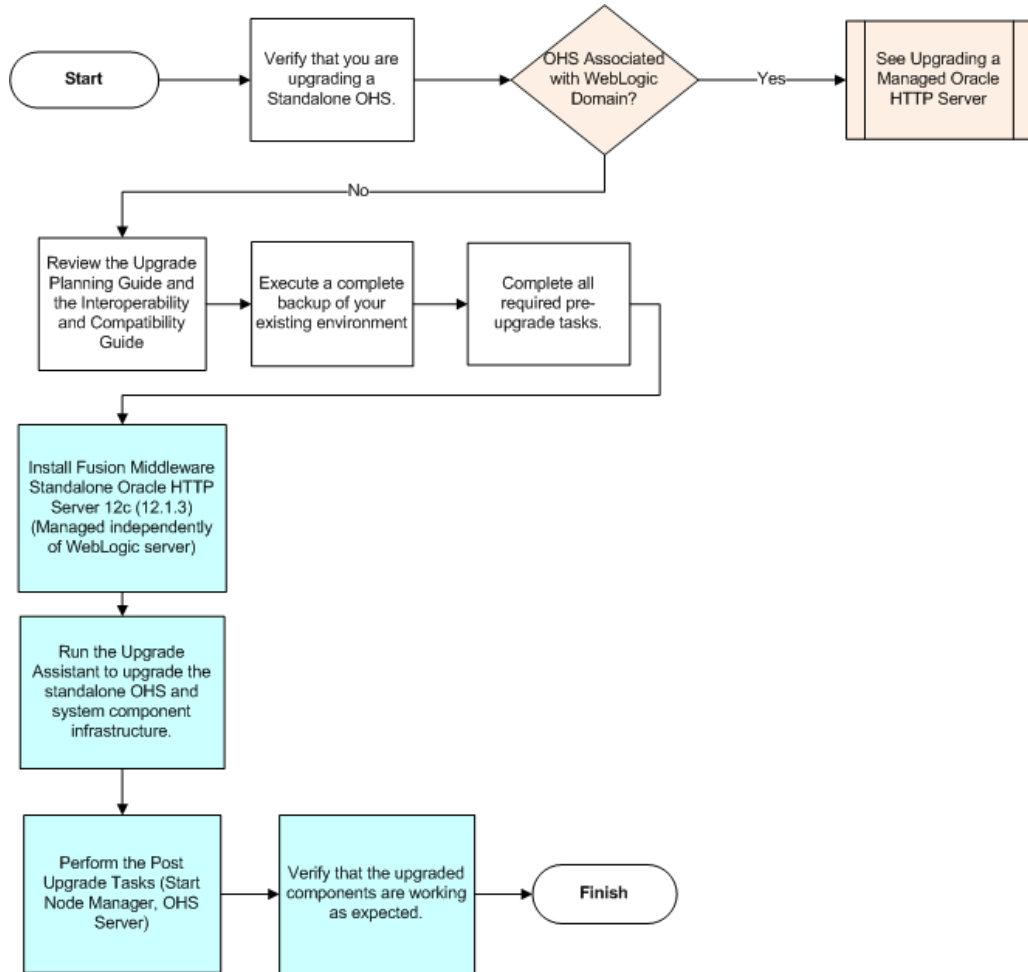 Start
Verify that you are
upgrading a
Standalone OHS.
OHS Associated
with WebLogic
Domain?
Yes
See Upgrading a
Managed Oracle
HTTP Server
No
Review the Upgrade
Planning Guide and
the Interoperability
and Compatibility
Guide
Execute a complete
backup of your
existing environment
Complete all
required pre-
upgrade tasks.
Install Fusion Middleware
Standalone Oracle HTTP
Server 12c (12.1.3)
(Managed independently
of WebLogic server)
Run the Upgrade
Assistant to upgrade the
standalone OHS and
system component
infrastructure.
Perform the Post
Upgrade Tasks (Start
Node Manager, OHS
Server)
Verify that the upgraded
components are working
as expected.
Finish